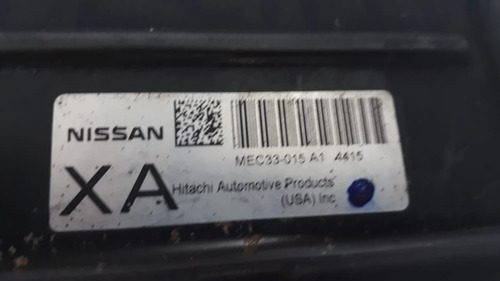 NISSAN
MEC33-015 A1 4415
XA
Hitachi Automotive Products
(USA).Inc